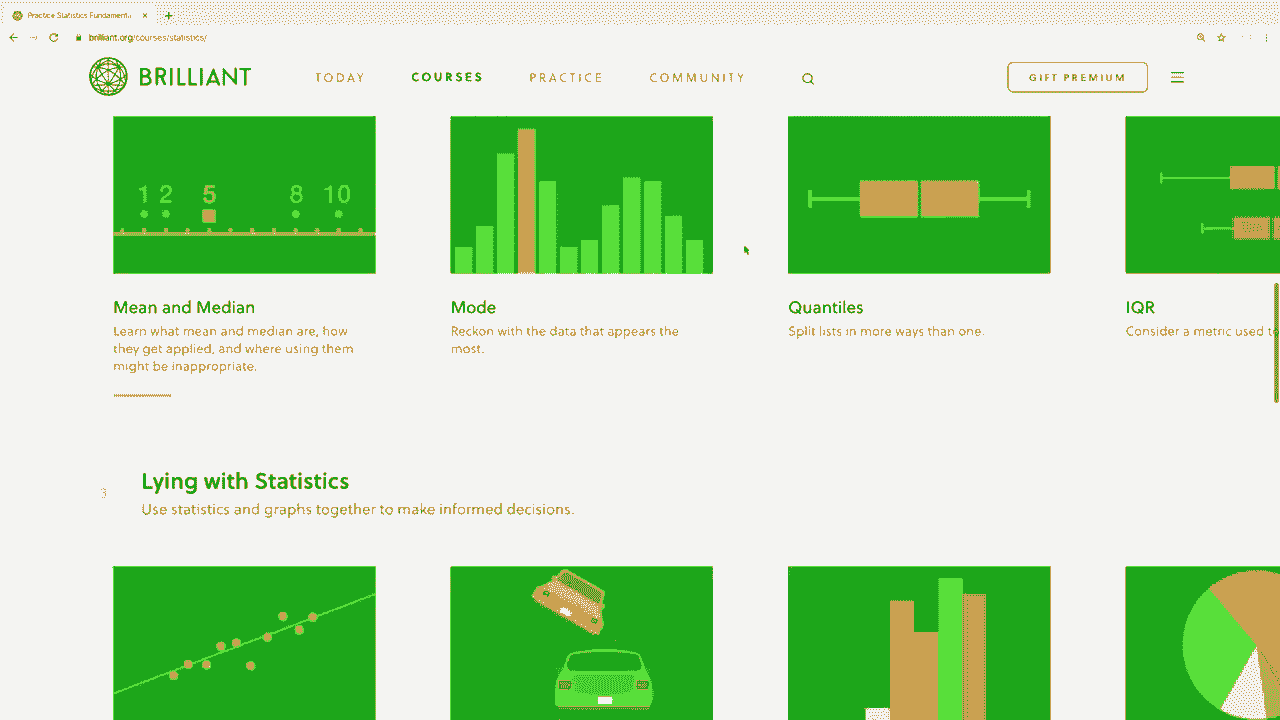 Practice Statistics Fundament
brilliant.org/courses/statistics/
BRILLIANT
TODAY
COURSES
PRACTICE
COMMUNITY
GIFT PREMIUM
1 2 5 8 10
Mean and Median
Learn what mean and median are, how
they get applied, and where using them
might be inappropriate.
Mode
Reckon with the data that appears the
most.
Quantiles
Split lists in more ways than one.
IQR
Consider a metric used to
3
Lying with Statistics
Use statistics and graphs together to make informed decisions.